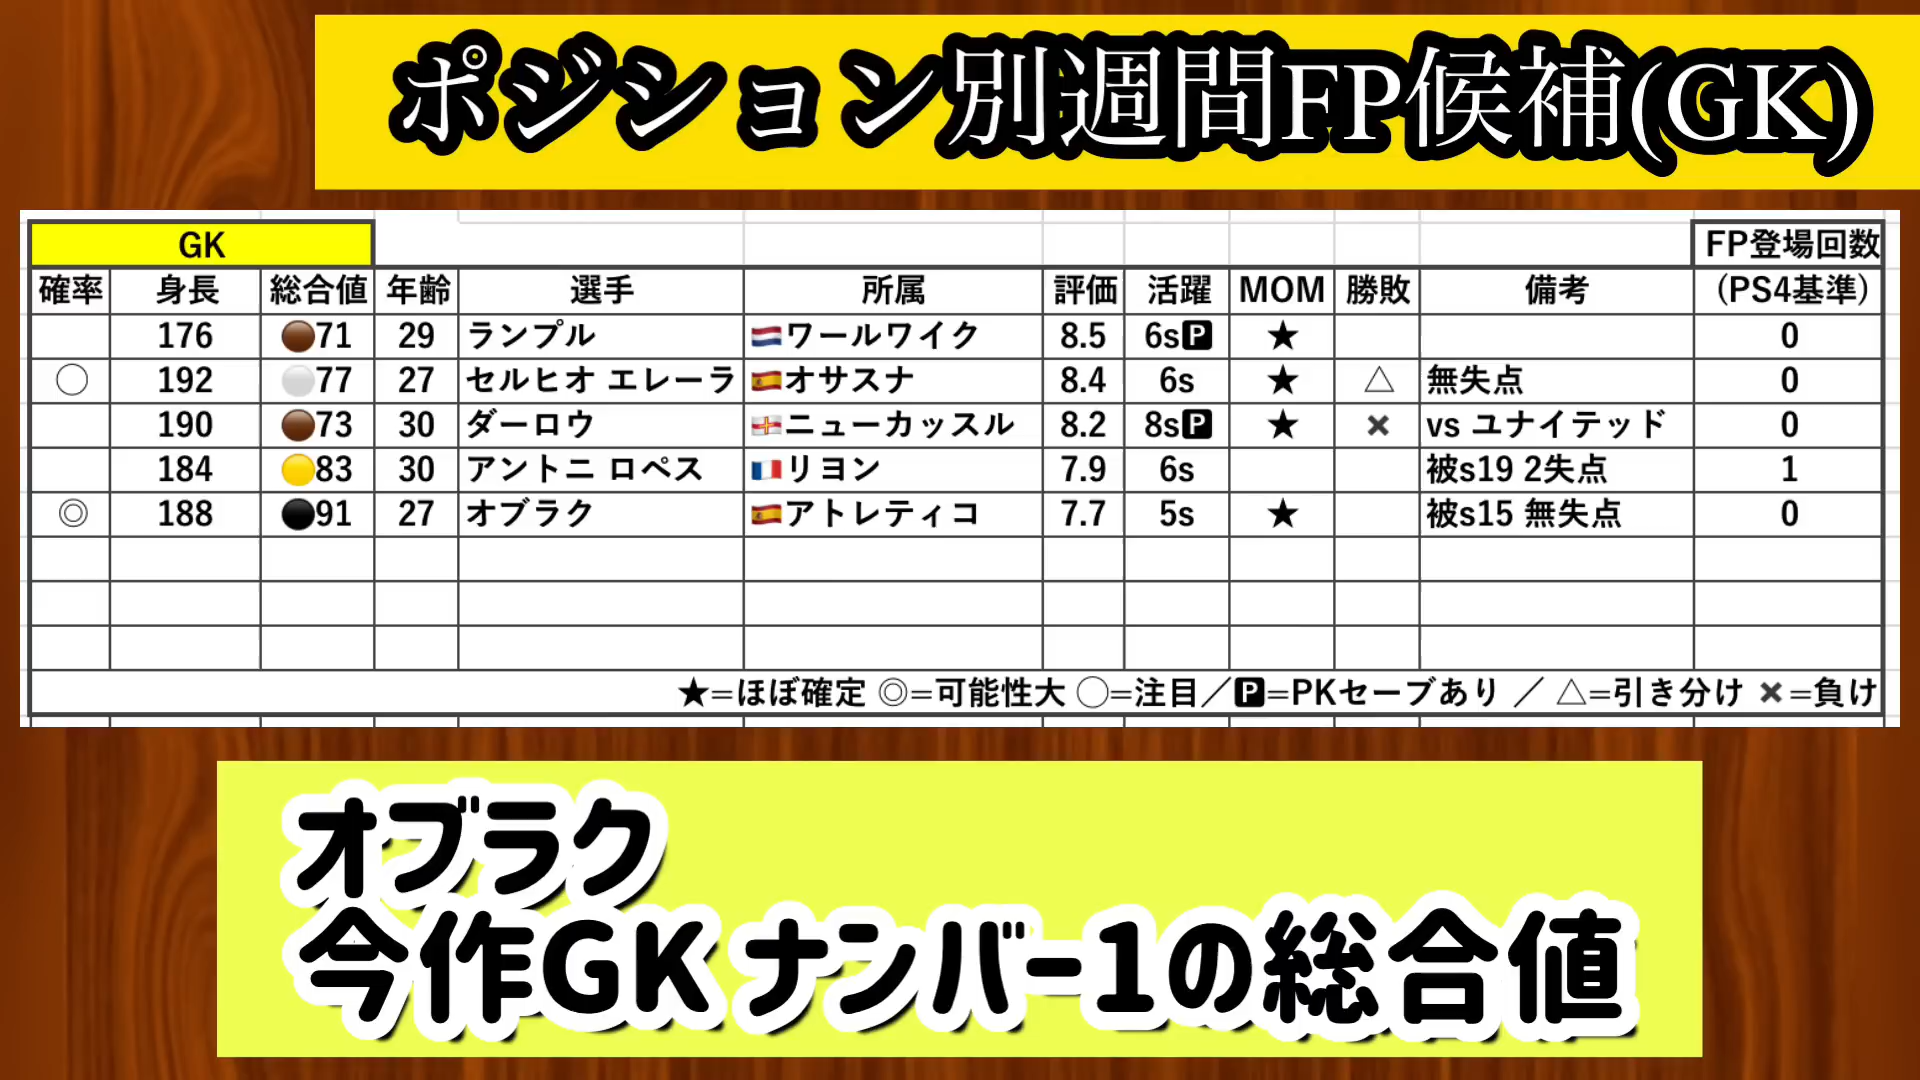 ポジション別週間FP候補(GK)
GK FP登場回数
確率 身長 総合値 年齢 選手 所属 評価 活躍 MOM 勝敗 備考 (PS4基準)
176 71 29 ランプル ワールワイク 8.5 6s🅿 ★ 0
◯ 192 77 27 セルヒオ エレーラ オサスナ 8.4 6s ★ △ 無失点 0
190 73 30 ダーロウ ニューカッスル 8.2 8s🅿 ★ ✖ vs ユナイテッド 0
184 83 30 アントニ ロペス リヨン 7.9 6s 被s19 2失点 1
◎ 188 91 27 オブラク アトレティコ 7.7 5s ★ 被s15 無失点 0
★=ほぼ確定 ◎=可能性大 ◯=注目／🅿=PKセーブあり ／ △=引き分け ✖=負け
オブラク
今作GK ナンバー1の総合値